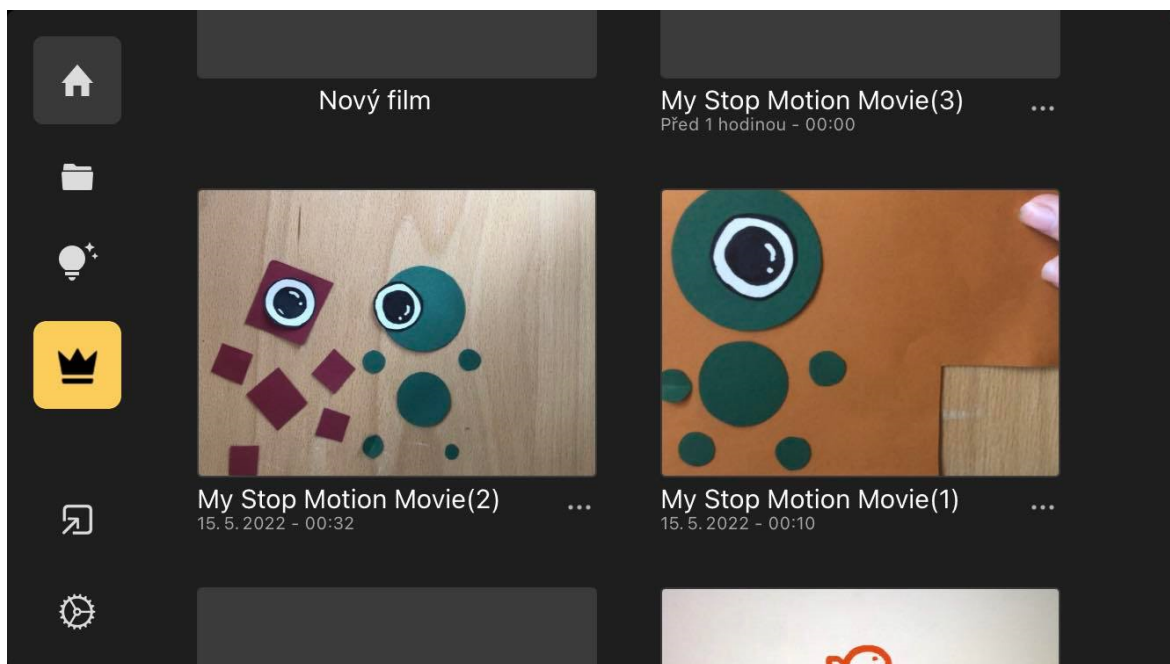 Nový film
My Stop Motion Movie(3)
Před 1 hodinou - 00:00
My Stop Motion Movie(2)
15. 5. 2022 - 00:32
My Stop Motion Movie(1)
15. 5. 2022 - 00:10